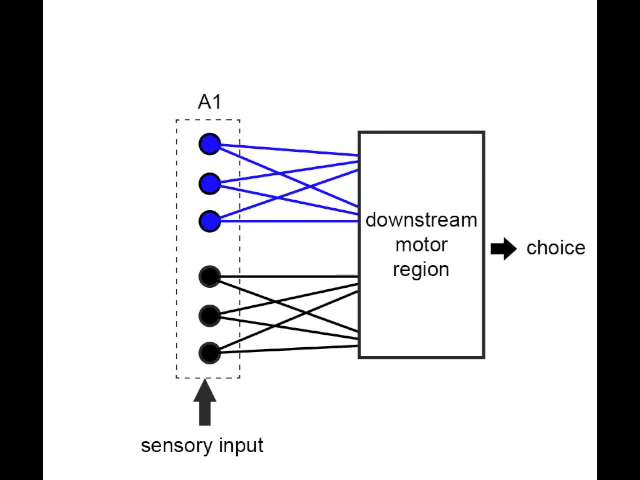 A1
downstream
motor
region
choice
sensory input